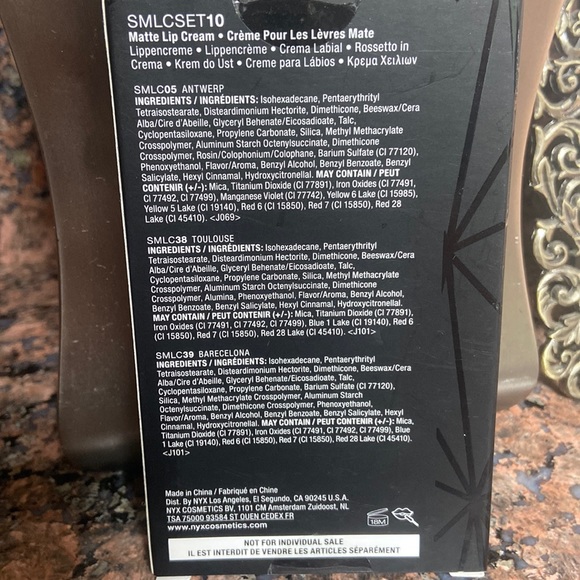 SMLCSET10
Matte Lip Cream • Crème Pour Les Lèvres Mate
Lippencreme • Lippencrème • Crema Labial • Rossetto in
Crema • Krem do Ust • Creme para Lábios • Κρεμα Χειλιων
SMLC05 ANTWERP
INGREDIENTS / INGRÉDIENTS: Isohexadecane, Pentaerythrityl
Tetraisostearate, Disteardimonium Hectorite, Dimethicone, Beeswax/Cera
Alba/Cire d'Abeille, Glyceryl Behenate/Eicosadioate, Talc,
Cyclopentasiloxane, Propylene Carbonate, Silica, Methyl Methacrylate
Crosspolymer, Aluminum Starch Octenylsuccinate, Dimethicone
Crosspolymer, Rosin/Colophonium/Colophane, Barium Sulfate (CI 77120),
Phenoxyethanol, Flavor/Aroma, Benzyl Alcohol, Benzyl Benzoate, Benzyl
Salicylate, Hexyl Cinnamal, Hydroxycitronellal. MAY CONTAIN / PEUT
CONTENIR (+/-): Mica, Titanium Dioxide (CI 77891), Iron Oxides (CI 77491,
CI 77492, CI 77499), Manganese Violet (CI 77742), Yellow 6 Lake (CI 15985),
Yellow 5 Lake (CI 19140), Red 6 (CI 15850), Red 7 (CI 15850), Red 28
Lake (CI 45410). <J069>
SMLC38 TOULOUSE
INGREDIENTS / INGRÉDIENTS: Isohexadecane, Pentaerythrityl
Tetraisostearate, Disteardimonium Hectorite, Dimethicone, Beeswax/Cera
Alba/Cire d'Abeille, Glyceryl Behenate/Eicosadioate, Talc,
Cyclopentasiloxane, Propylene Carbonate, Silica, Methyl Methacrylate
Crosspolymer, Aluminum Starch Octenylsuccinate, Dimethicone
Crosspolymer, Alumina, Phenoxyethanol, Flavor/Aroma, Benzyl Alcohol,
Benzyl Benzoate, Benzyl Salicylate, Hexyl Cinnamal, Hydroxycitronellal.
MAY CONTAIN / PEUT CONTENIR (+/-): Mica, Titanium Dioxide (CI 77891),
Iron Oxides (CI 77491, CI 77492, CI 77499), Blue 1 Lake (CI 19140), Red 6
(CI 15850), Red 7 (CI 15850), Red 28 Lake (CI 45410). <J101>
SMLC39 BARECELONA
INGREDIENTS / INGRÉDIENTS: Isohexadecane, Pentaerythrityl
Tetraisostearate, Disteardimonium Hectorite, Dimethicone, Beeswax/Cera
Alba/Cire d'Abeille, Glyceryl Behenate/Eicosadioate, Talc,
Cyclopentasiloxane, Propylene Carbonate, Barium Sulfate (CI 77120),
Silica, Methyl Methacrylate Crosspolymer, Aluminum Starch
Octenylsuccinate, Dimethicone Crosspolymer, Phenoxyethanol,
Flavor/Aroma, Benzyl Alcohol, Benzyl Benzoate, Benzyl Salicylate, Hexyl
Cinnamal, Hydroxycitronellal. MAY CONTAIN / PEUT CONTENIR (+/-): Mica,
Titanium Dioxide (CI 77891), Iron Oxides (CI 77491, CI 77492, CI 77499), Blue
1 Lake (CI 19140), Red 6 (CI 15850), Red 7 (CI 15850), Red 28 Lake (CI 45410).
<J101>
Made in China / Fabriqué en Chine
Dist. By NYX Los Angeles, El Segundo, CA 90245 U.S.A.
NYX COSMETICS BV, 1101 CM Amsterdam Zuidoost, NL
TSA 75000 93584 ST OUEN CEDEX FR
www.nyxcosmetics.com
18M
NOT FOR INDIVIDUAL SALE
IL EST INTERDIT DE VENDRE LES ARTICLES SÉPARÉMENT